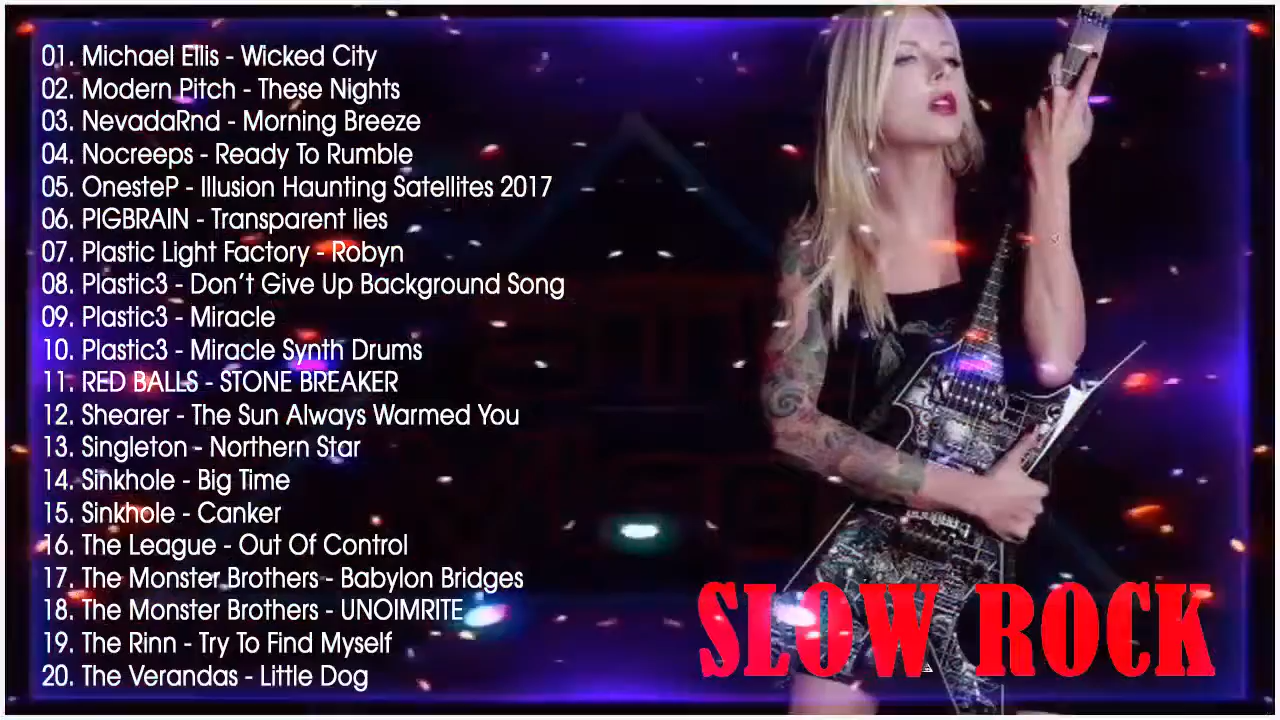 01. Michael Ellis - Wicked City
02. Modern Pitch - These Nights
03. NevadaRnd - Morning Breeze
04. Nocreeps - Ready To Rumble
05. OnesteP - Illusion Haunting Satellites 2017
06. PIGBRAIN - Transparent lies
07. Plastic Light Factory - Robyn
08. Plastic3 - Don’t Give Up Background Song
09. Plastic3 - Miracle
10. Plastic3 - Miracle Synth Drums
11. RED BALLS - STONE BREAKER
12. Shearer - The Sun Always Warmed You
13. Singleton - Northern Star
14. Sinkhole - Big Time
15. Sinkhole - Canker
16. The League - Out Of Control
17. The Monster Brothers - Babylon Bridges
18. The Monster Brothers - UNOIMRITE
19. The Rinn - Try To Find Myself
20. The Verandas - Little Dog
SLOW ROCK